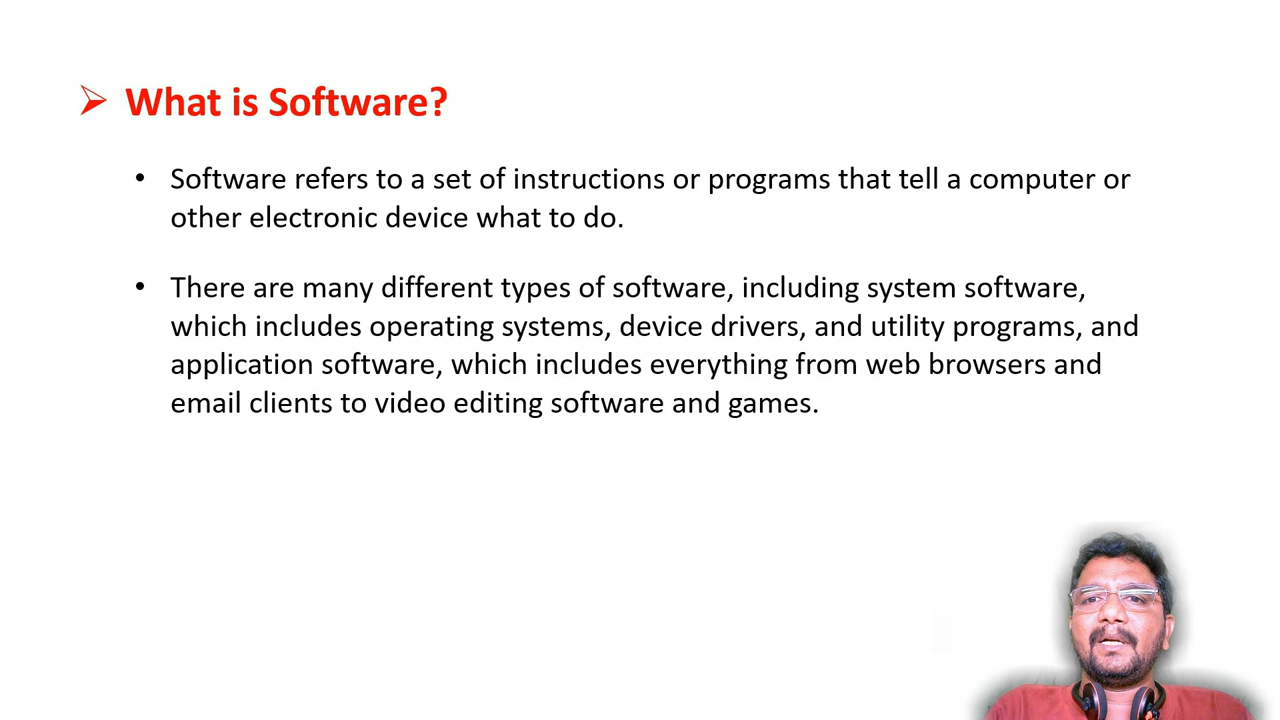 What is Software?
Software refers to a set of instructions or programs that tell a computer or
other electronic device what to do.
There are many different types of software, including system software,
which includes operating systems, device drivers, and utility programs, and
application software, which includes everything from web browsers and
email clients to video editing software and games.